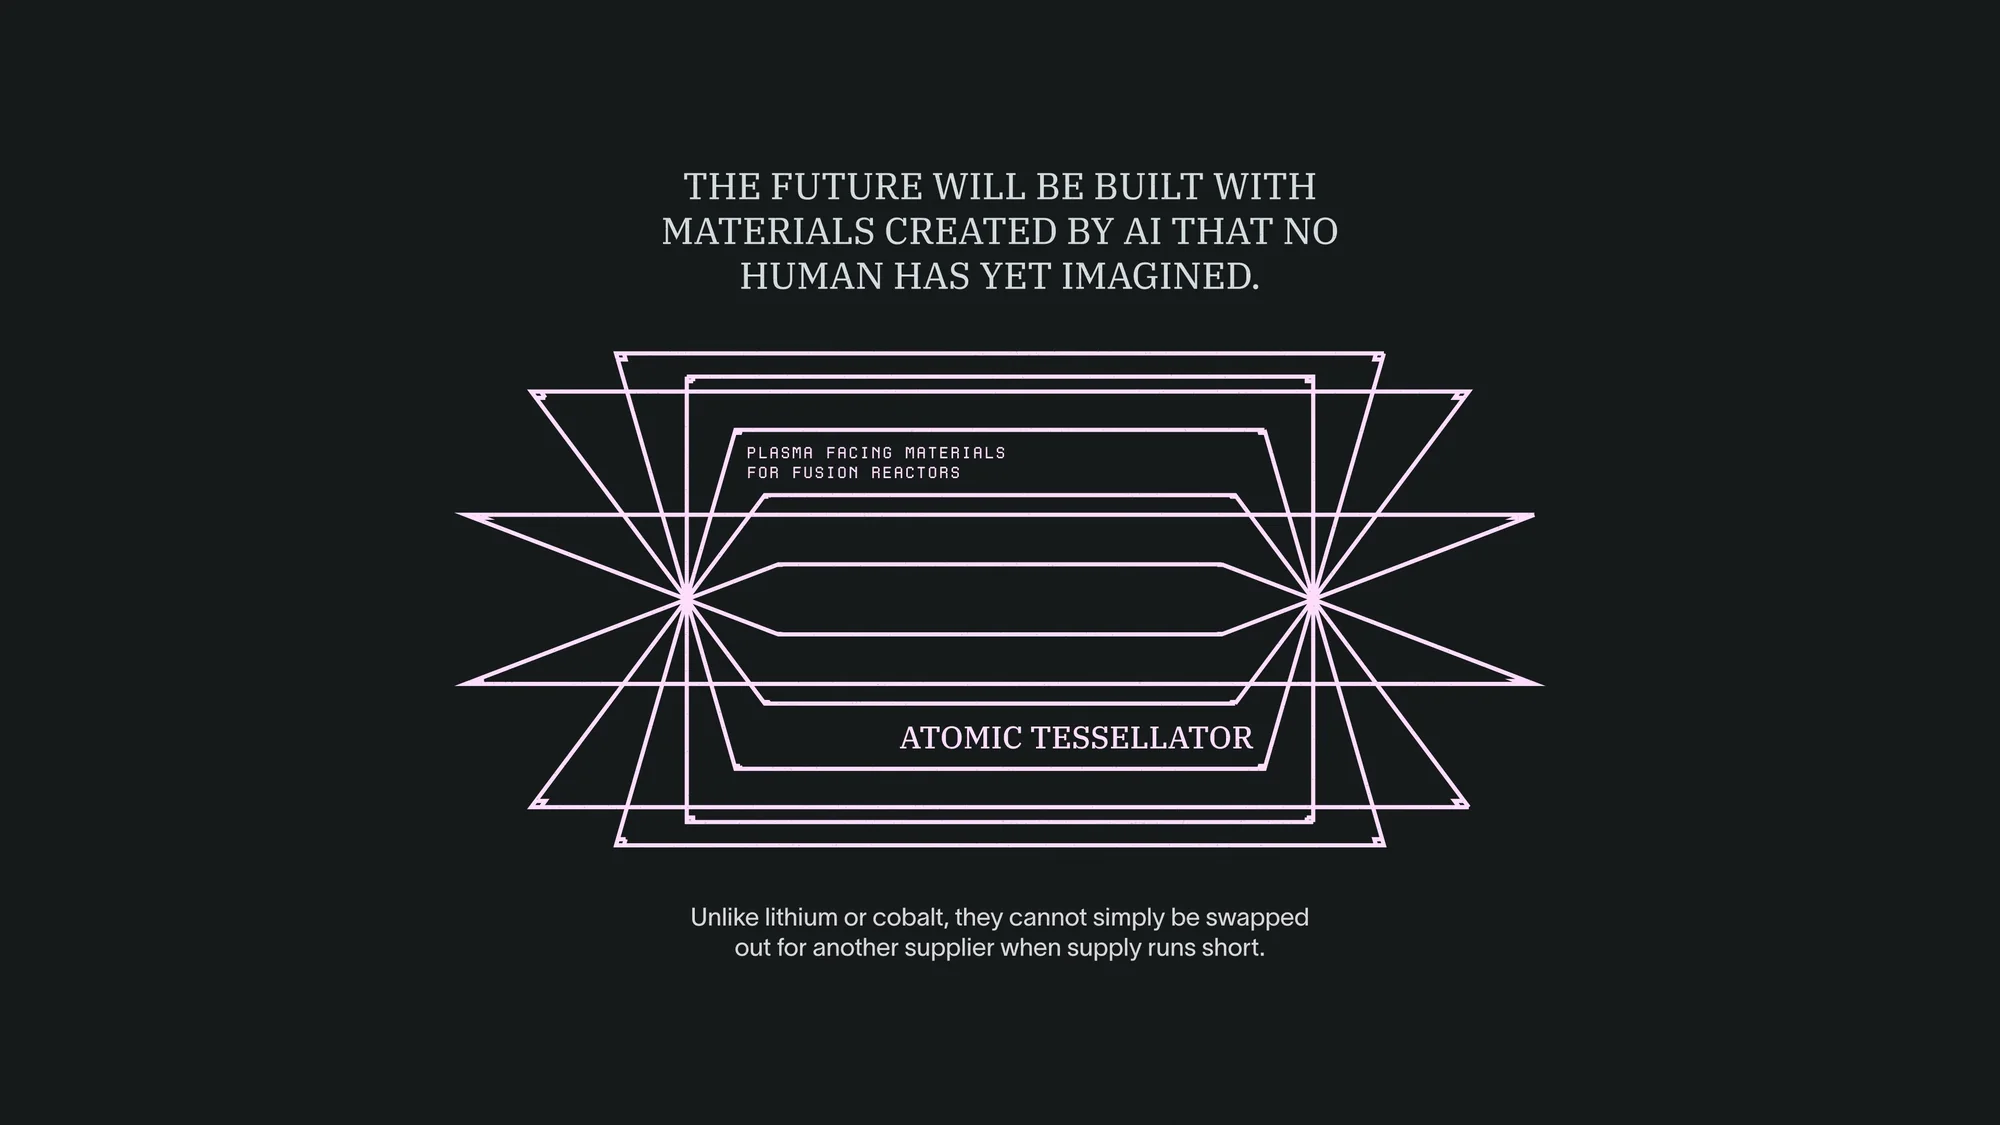 THE FUTURE WILL BE BUILT WITH
MATERIALS CREATED BY AI THAT NO
HUMAN HAS YET IMAGINED.
PLASMA FACING MATERIALS
FOR FUSION REACTORS
ATOMIC TESSELLATOR
Unlike lithium or cobalt, they cannot simply be swapped
out for another supplier when supply runs short.